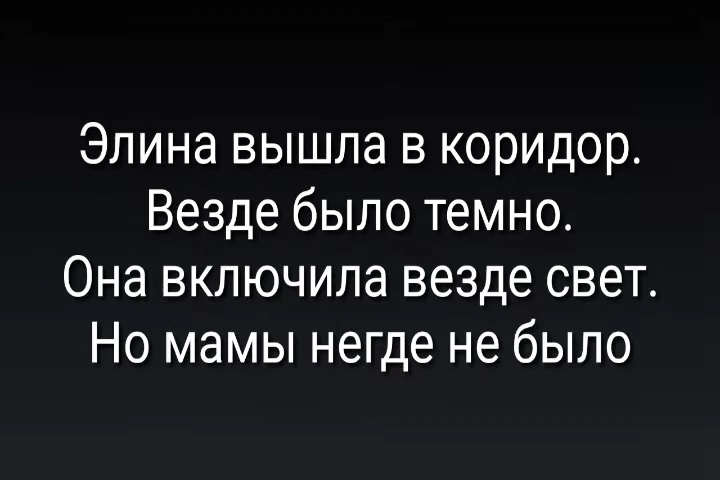 Элина вышла в коридор.
Везде было темно.
Она включила везде свет.
Но мамы негде не было